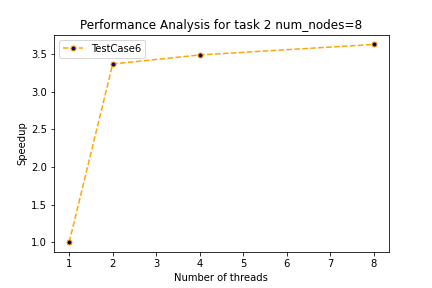 Performance Analysis for task 2 num_nodes=8
TestCase6
Speedup
3.5
3.0
2.5
2.0
1.5
1.0
1 2 3 4 5 6 7 8
Number of threads